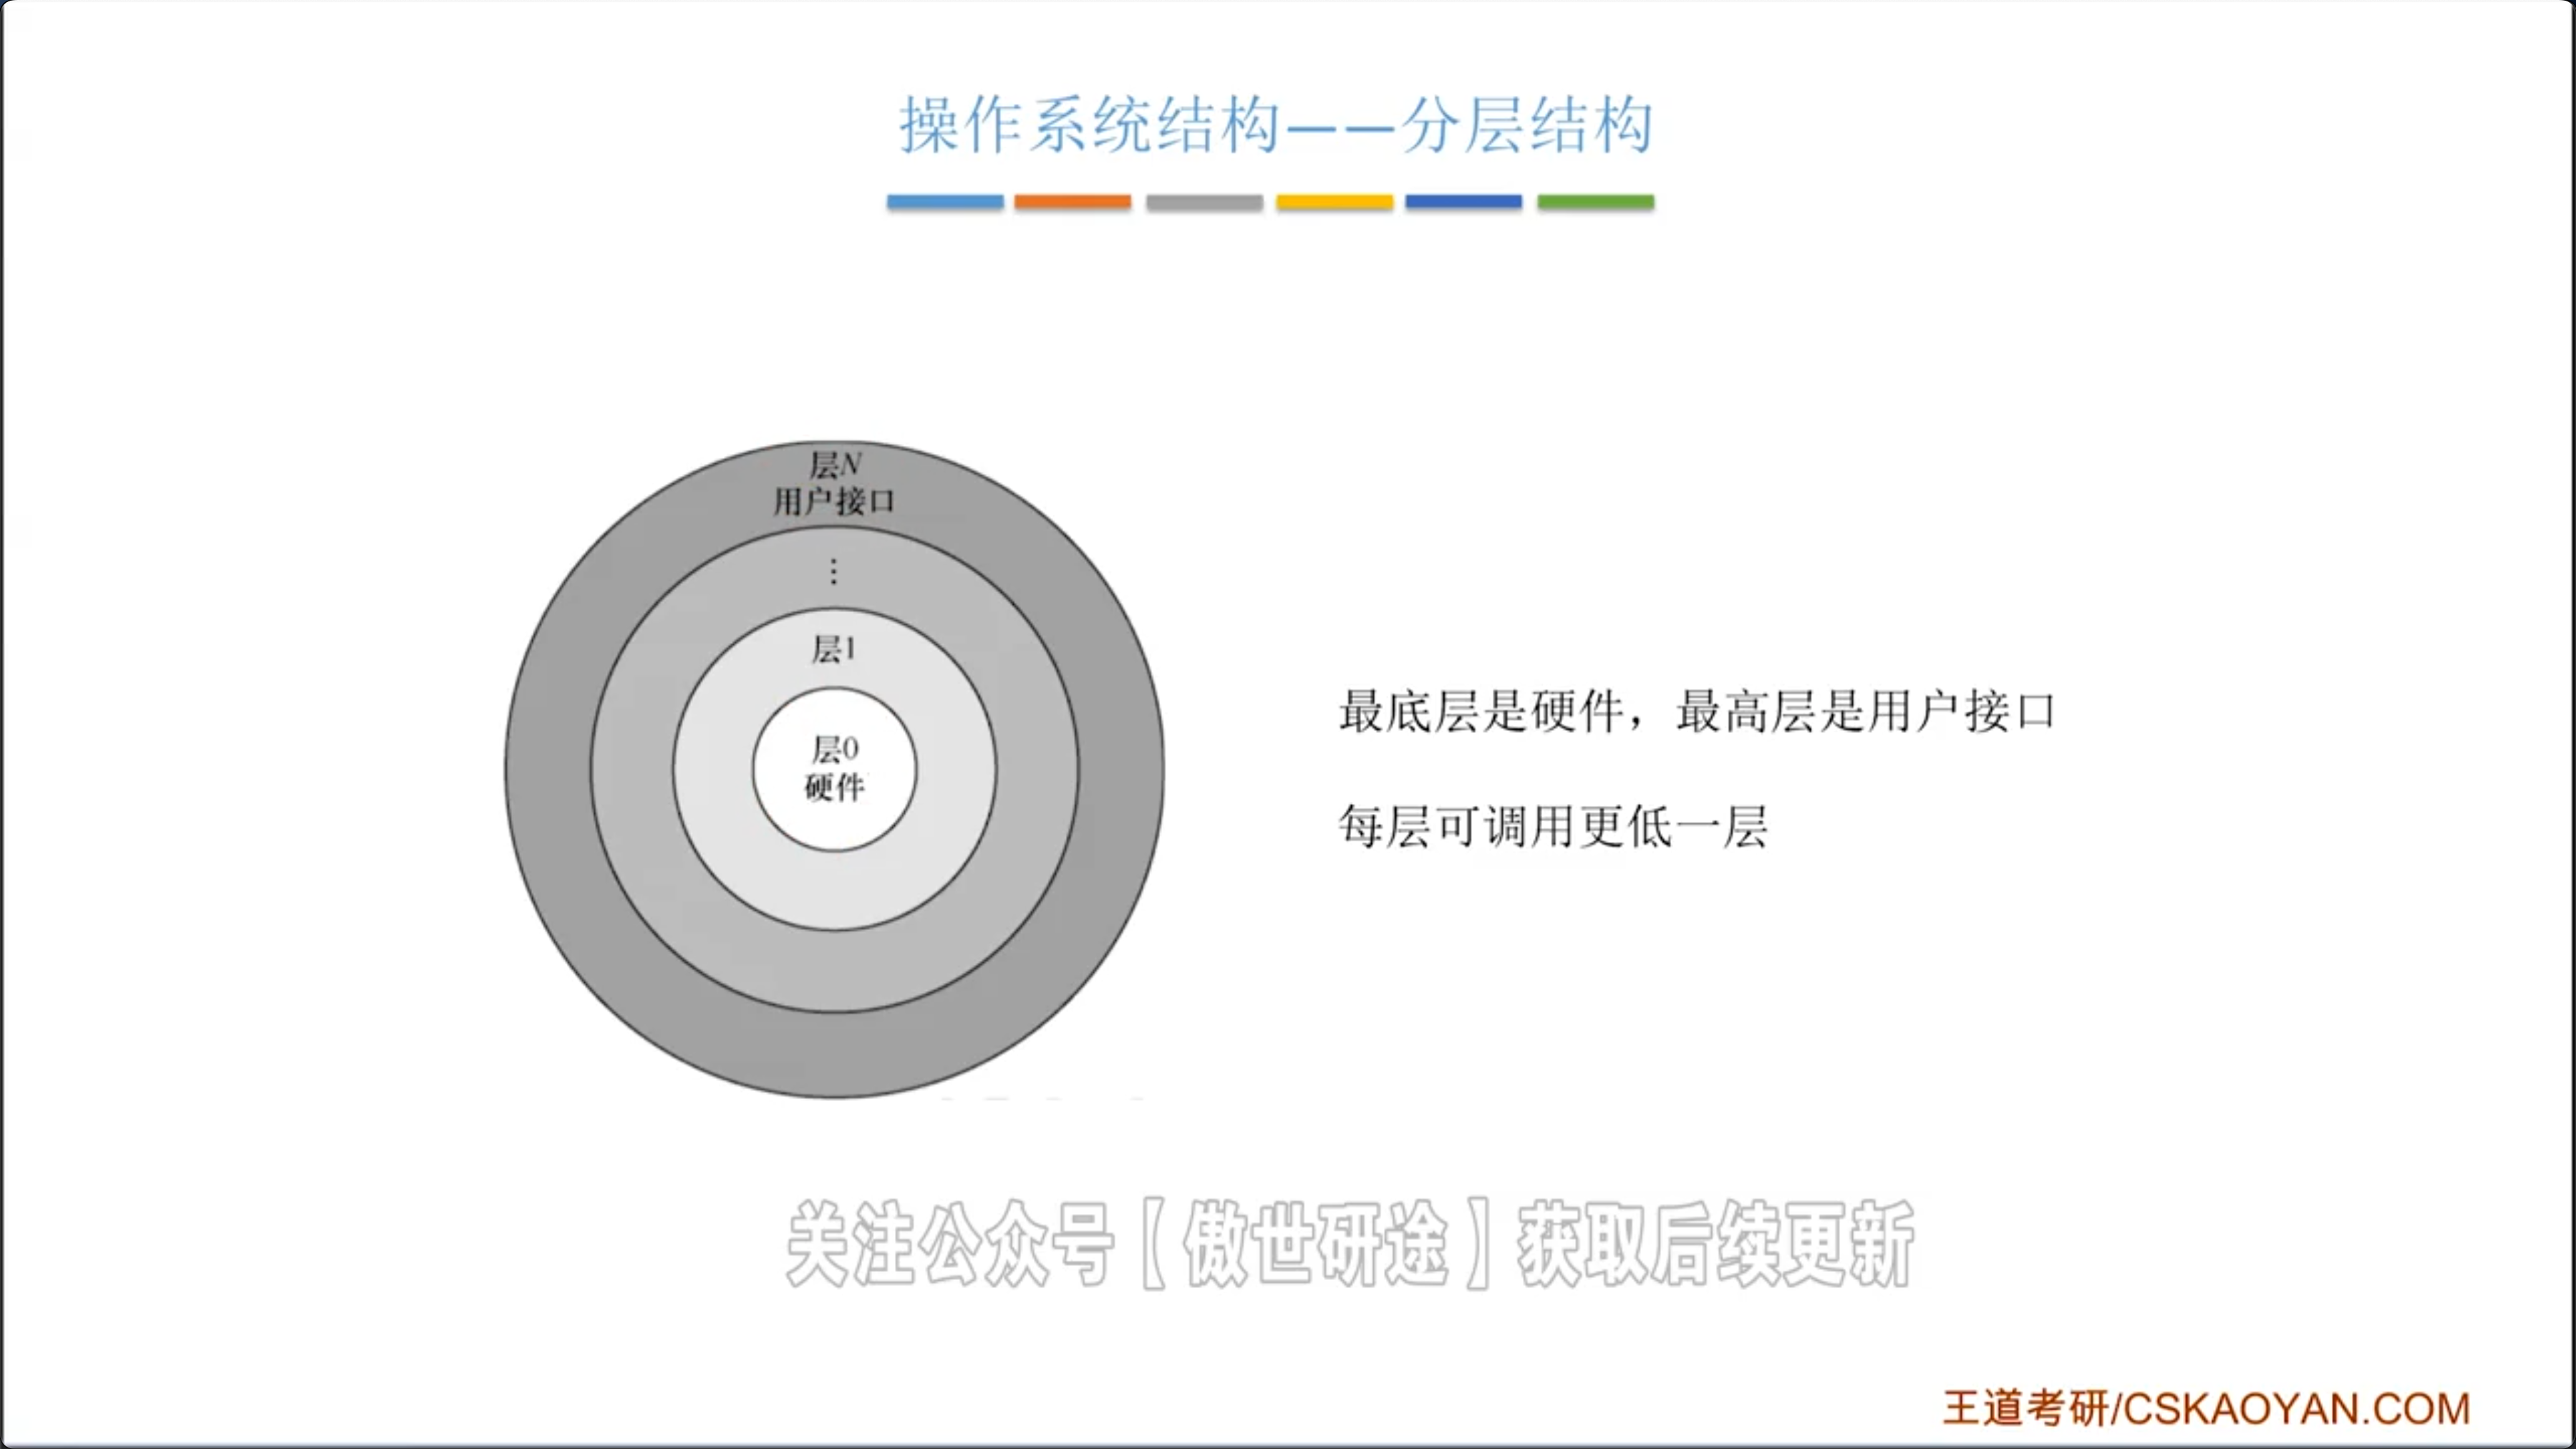 操作系统结构——分层结构
层N
用户接口
⋮
层1
层0
硬件
最底层是硬件，最高层是用户接口
每层可调用更低一层
关注公众号【傲世研途】获取后续更新
王道考研/CSKAOYAN.COM